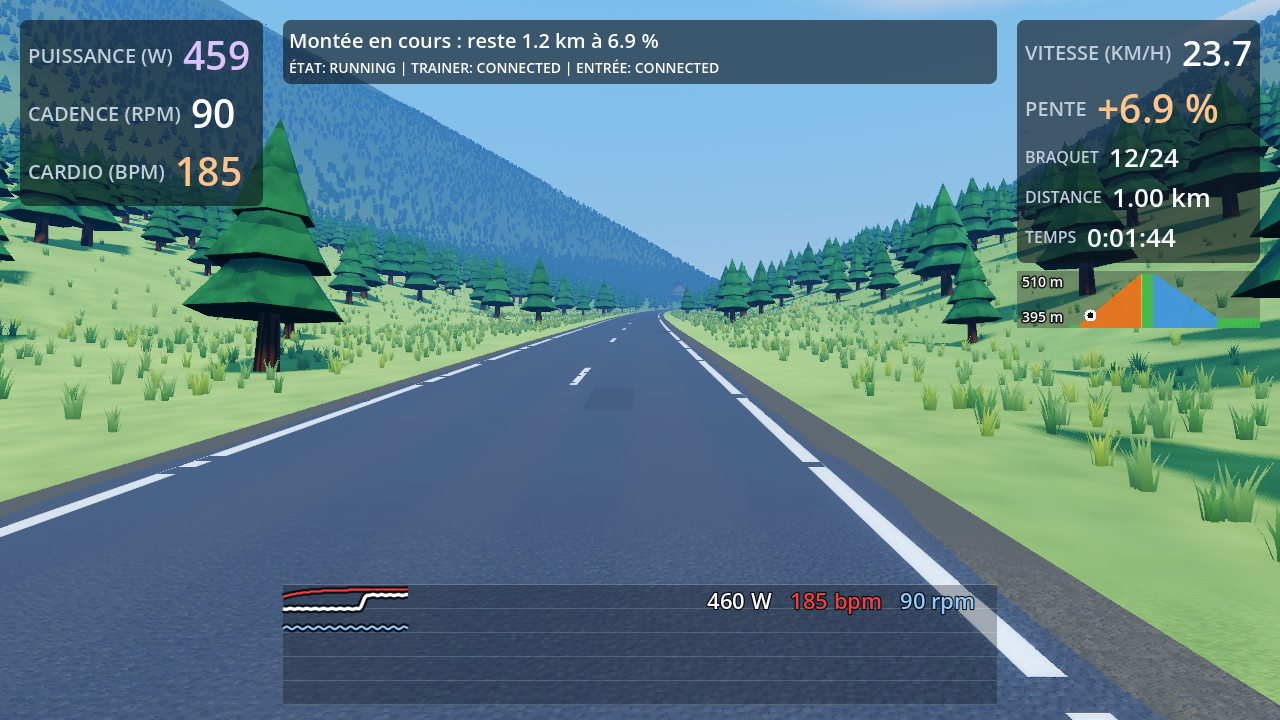 PUISSANCE (W) 459
CADENCE (RPM) 90
CARDIO (BPM) 185
Montée en cours : reste 1.2 km à 6.9 %
ÉTAT: RUNNING | TRAINER: CONNECTED | ENTRÉE: CONNECTED
VITESSE (KM/H) 23.7
PENTE +6.9 %
BRAQUET 12/24
DISTANCE 1.00 km
TEMPS 0:01:44
510 m
395 m
460 W 185 bpm 90 rpm